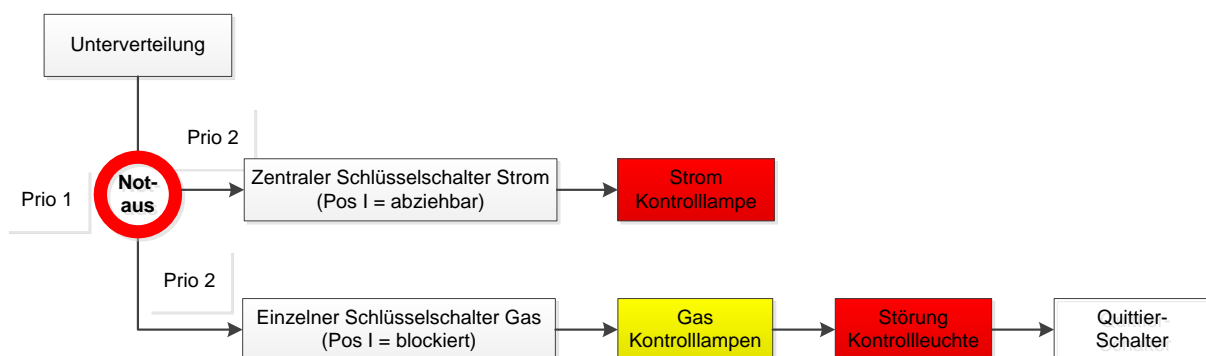 Unterverteilung
Prio 2
Prio 1
Not-
aus
Zentraler Schlüsselschalter Strom
(Pos I = abziehbar)
Strom
Kontrolllampe
Prio 2
Einzelner Schlüsselschalter Gas
(Pos I = blockiert)
Gas
Kontrolllampen
Störung
Kontrollleuchte
Quittier-
Schalter